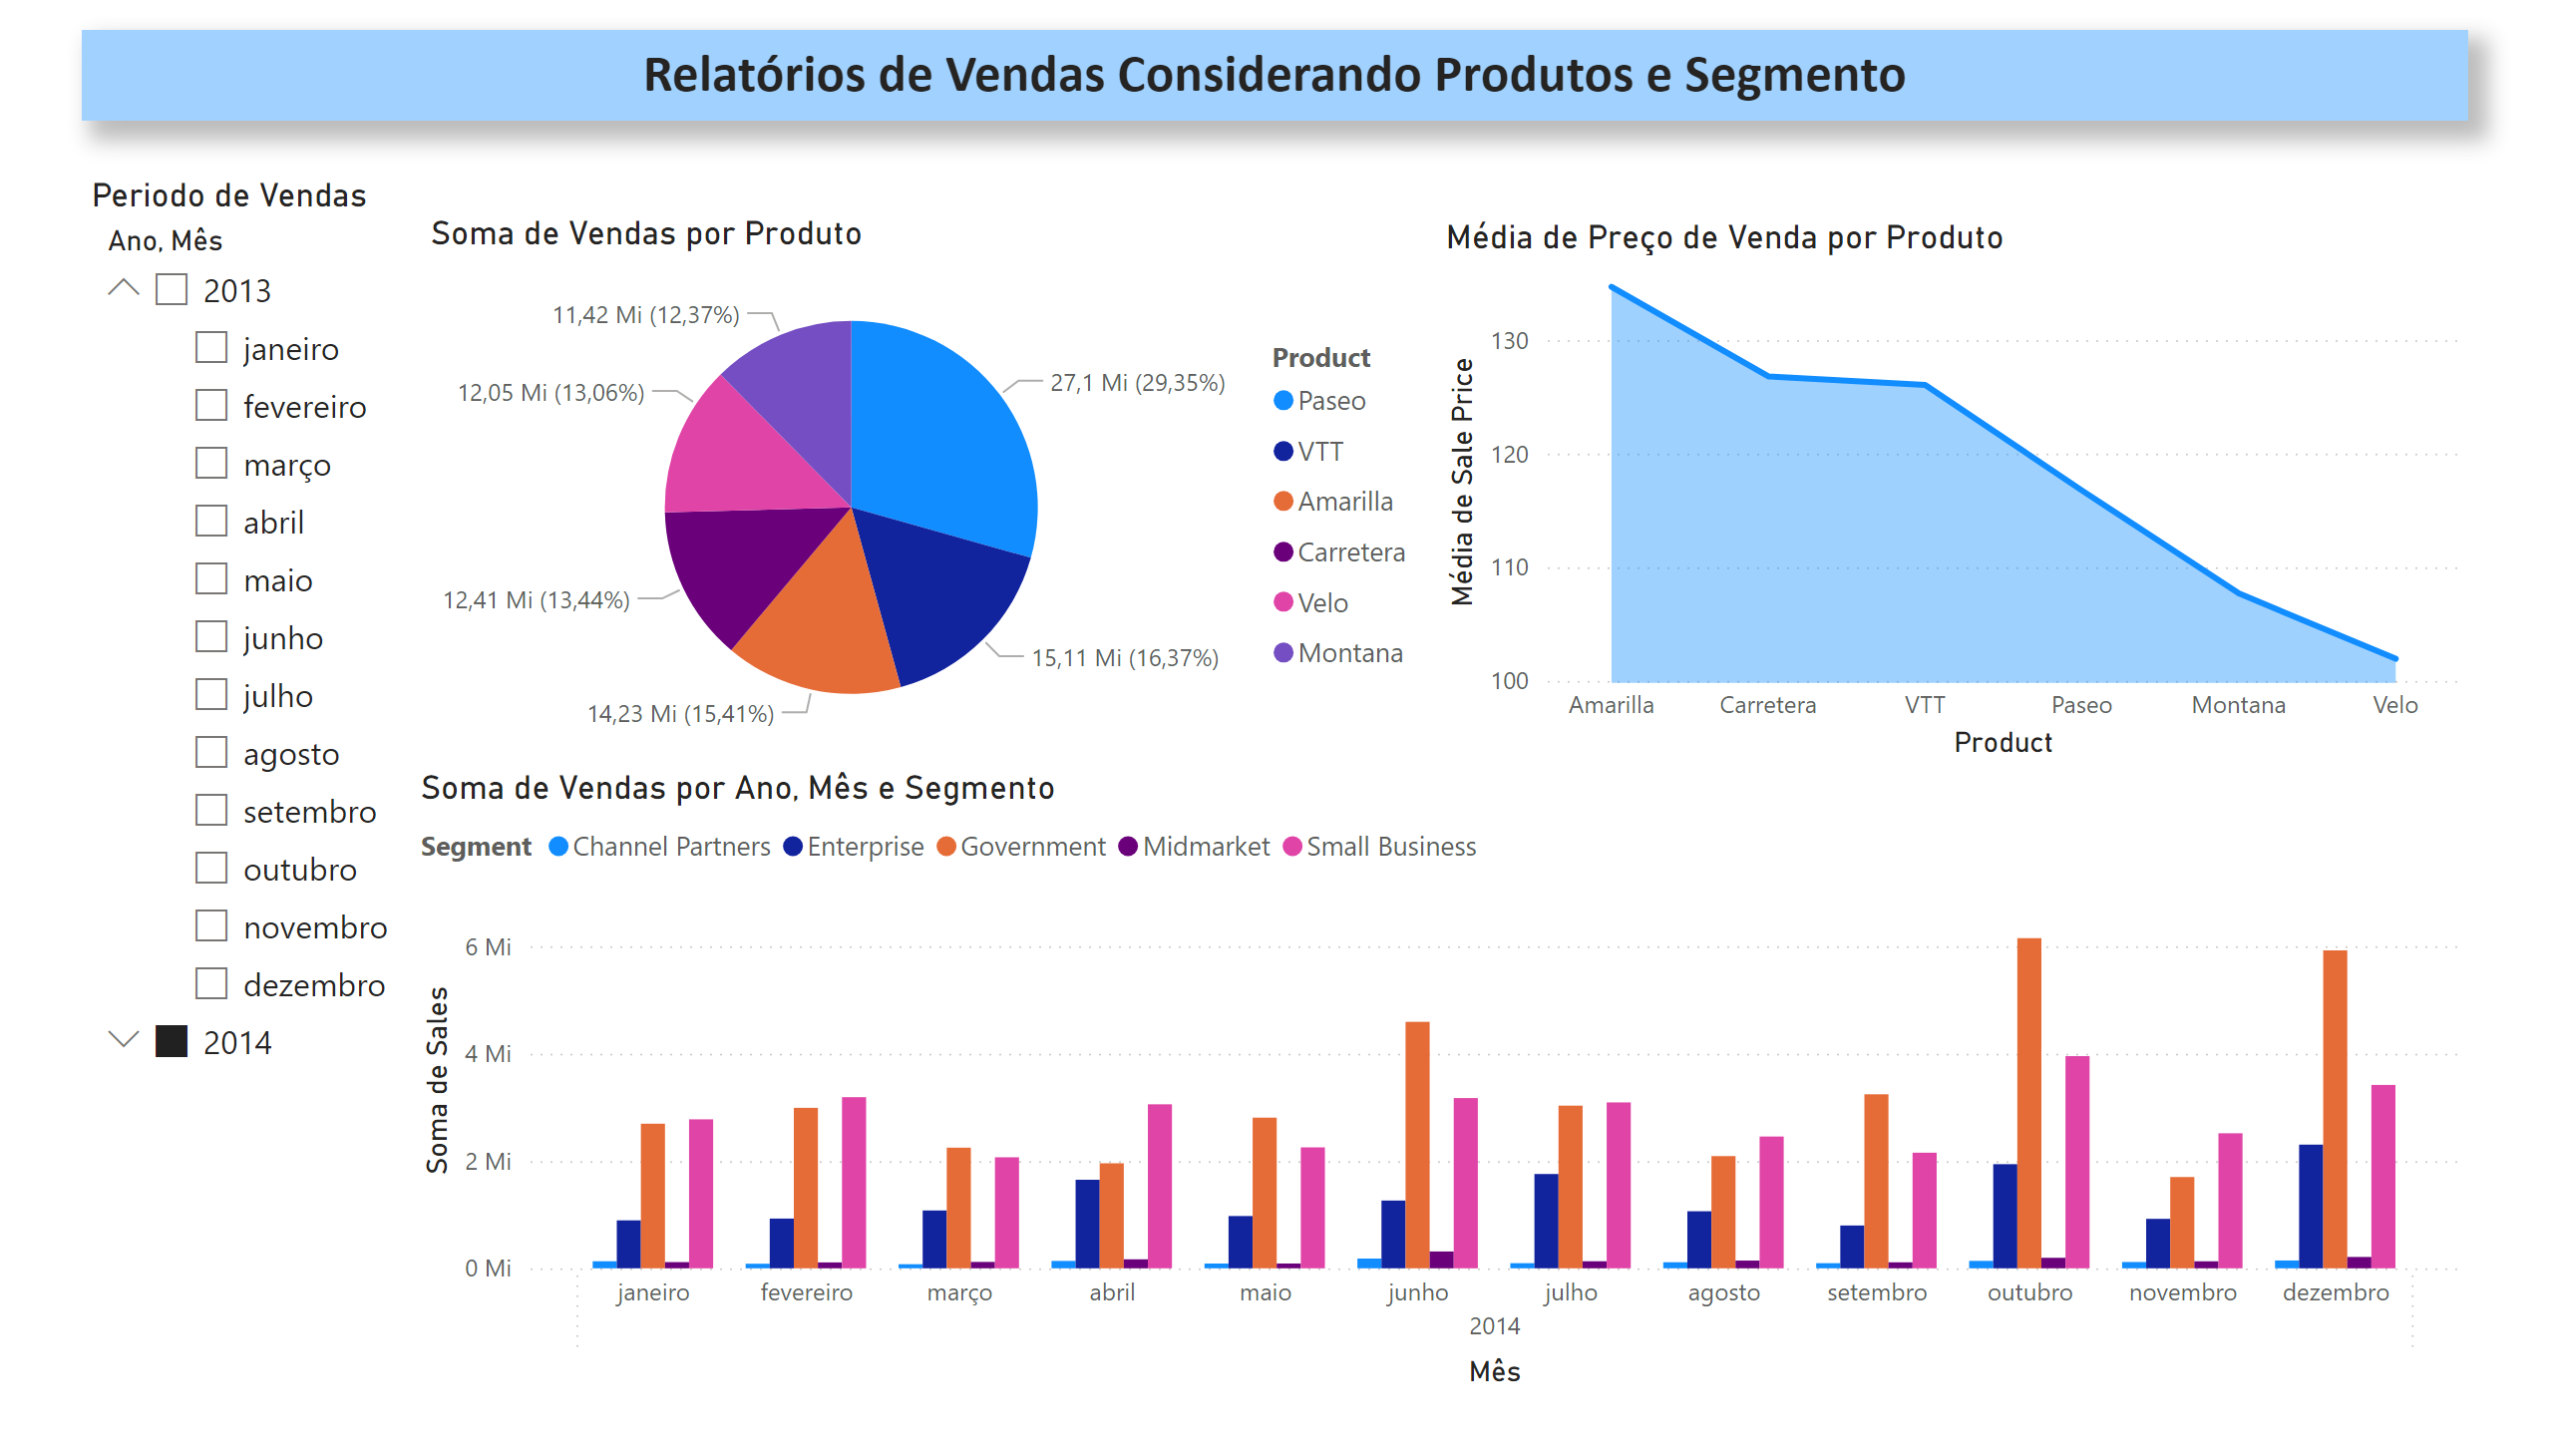 Relatórios de Vendas Considerando Produtos e Segmento
Periodo de Vendas
Ano, Mês
2013
janeiro
fevereiro
março
abril
maio
junho
julho
agosto
setembro
outubro
novembro
dezembro
2014
Soma de Vendas por Produto
11,42 Mi (12,37%)
12,05 Mi (13,06%)
27,1 Mi (29,35%)
12,41 Mi (13,44%)
15,11 Mi (16,37%)
14,23 Mi (15,41%)
Product
Paseo
VTT
Amarilla
Carretera
Velo
Montana
Média de Preço de Venda por Produto
Média de Sale Price
130
120
110
100
Amarilla Carretera VTT Paseo Montana Velo
Product
Soma de Vendas por Ano, Mês e Segmento
Segment Channel Partners Enterprise Government Midmarket Small Business
Soma de Sales
6 Mi
4 Mi
2 Mi
0 Mi
janeiro fevereiro março abril maio junho julho agosto setembro outubro novembro dezembro
2014
Mês